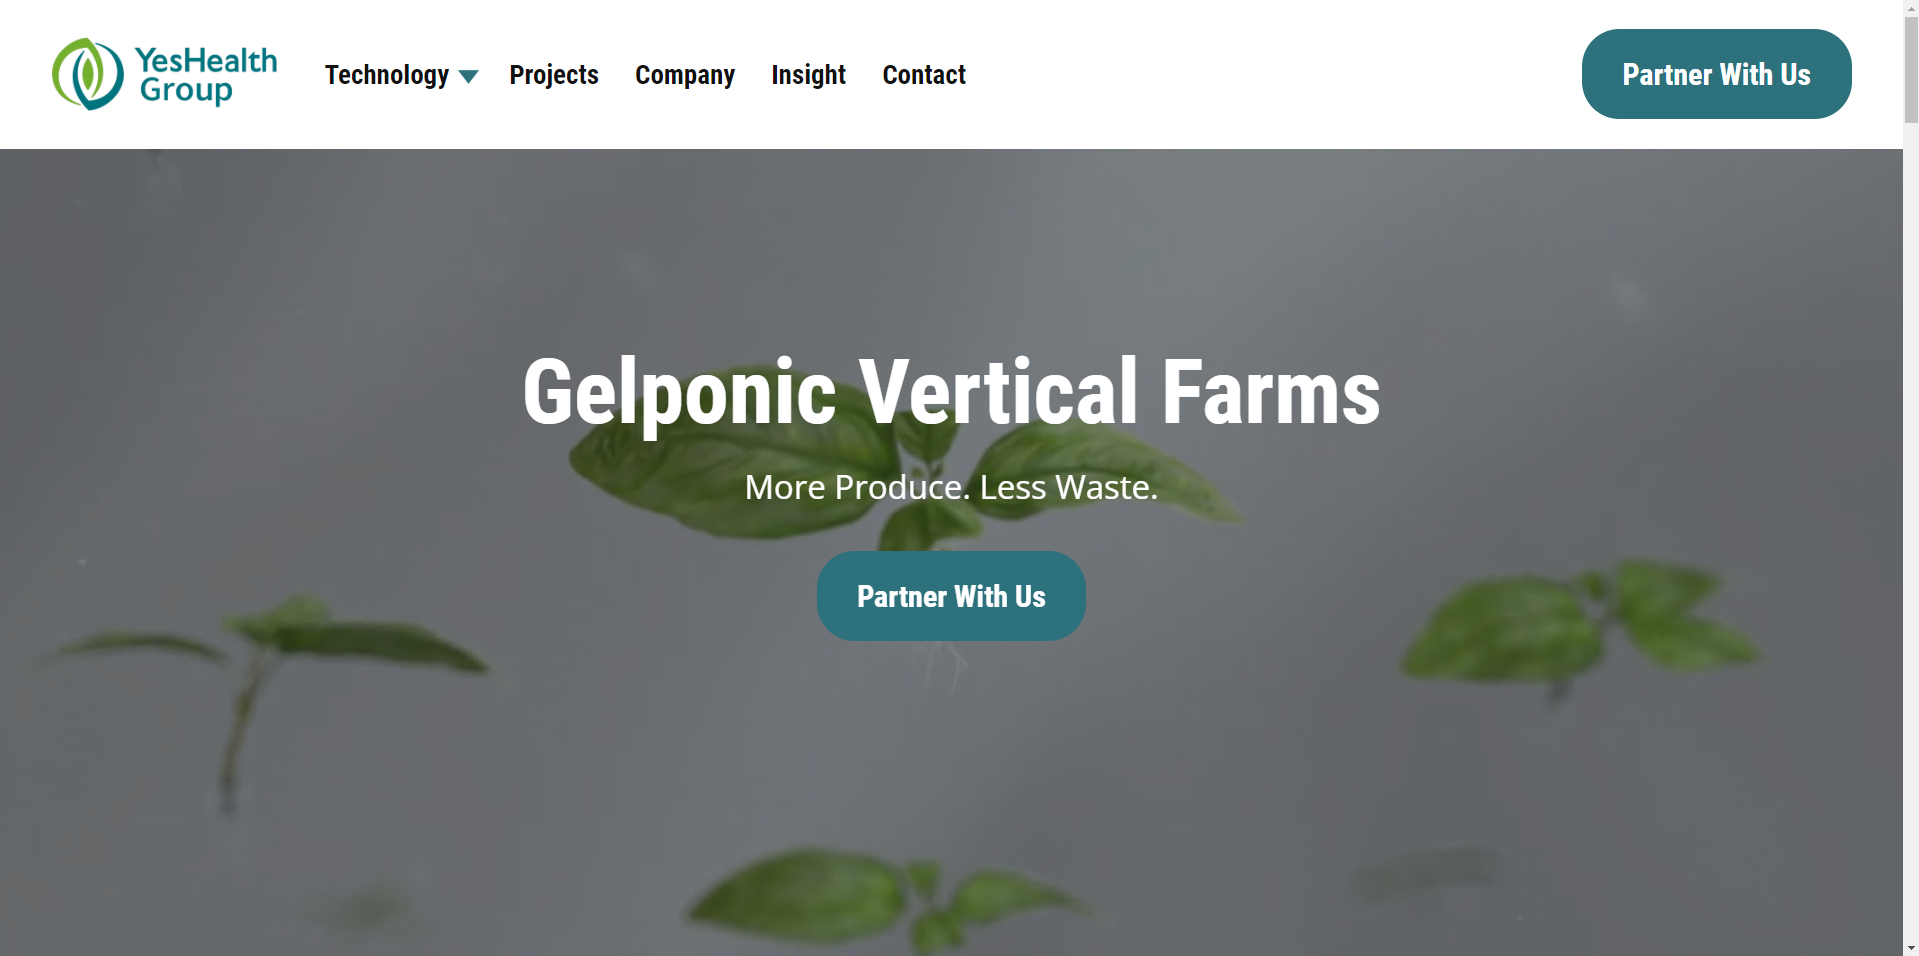 YesHealth
Group
Technology
Projects
Company
Insight
Contact
Partner With Us
Gelponic Vertical Farms
More Produce. Less Waste.
Partner With Us